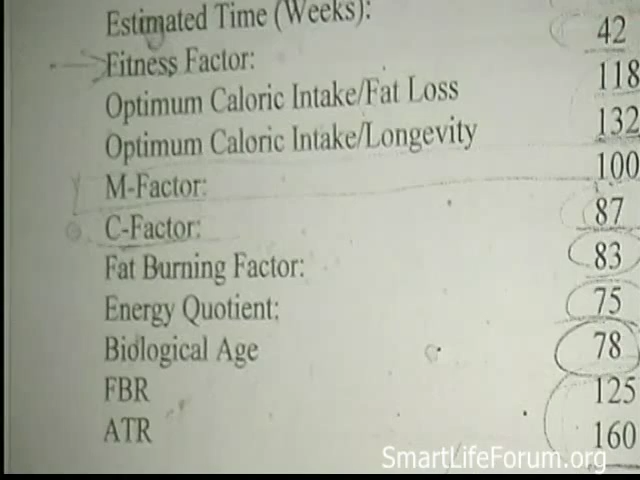 Estimated Time (Weeks):
42
Fitness Factor:
118
Optimum Caloric Intake/Fat Loss
132
Optimum Caloric Intake/Longevity
100
M-Factor:
87
C-Factor:
83
Fat Burning Factor:
75
Energy Quotient:
78
Biological Age
125
FBR
160
ATR
SmartLifeForum.org